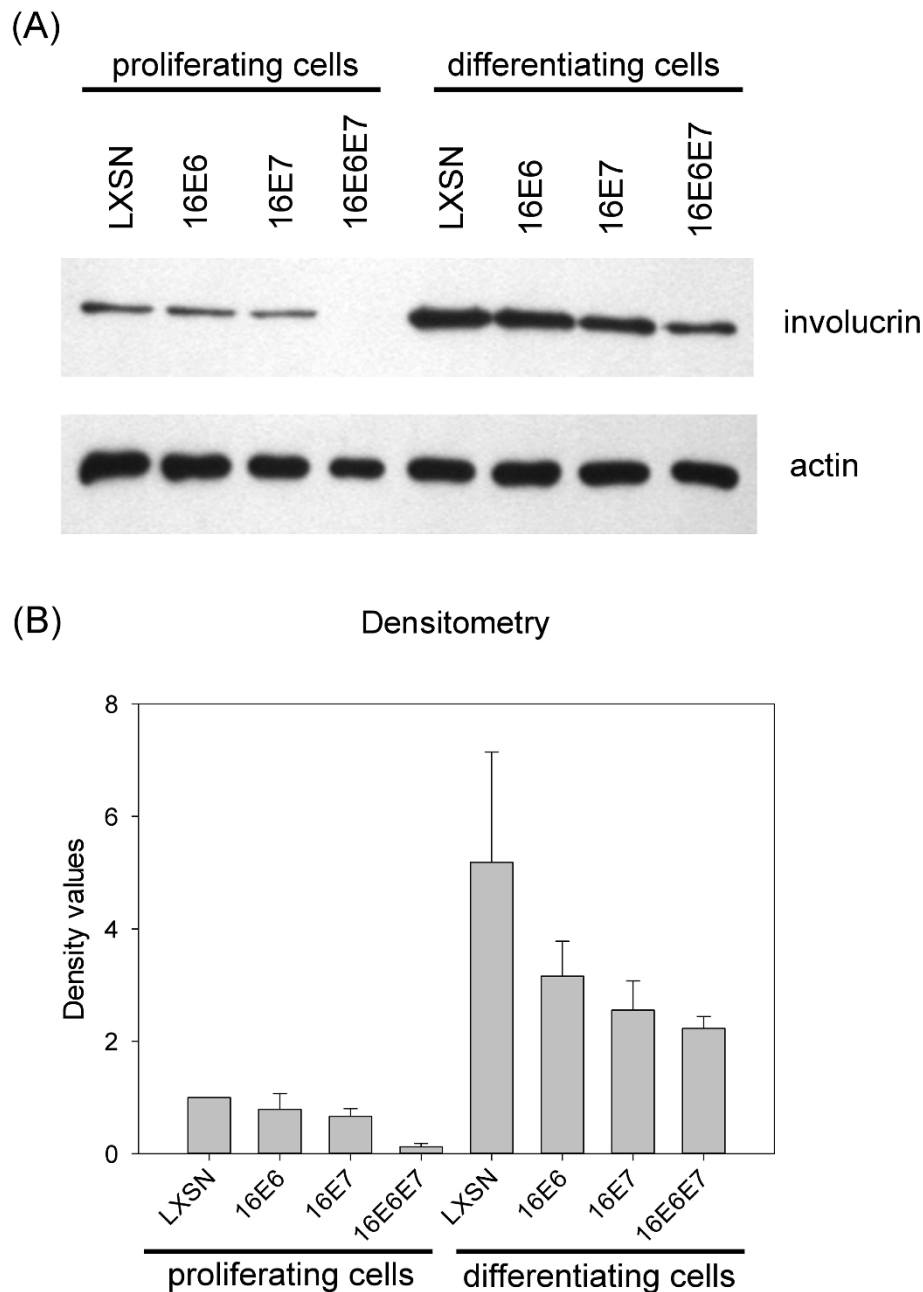 (A)
proliferating cells differentiating cells
LXSN 16E6 16E7 16E6E7 LXSN 16E6 16E7 16E6E7
involucrin
actin
(B) Densitometry
Density values
8
6
4
2
0
LXSN 16E6 16E7 16E6E7 LXSN 16E6 16E7 16E6E7
proliferating cells differentiating cells